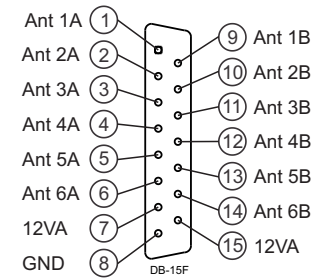 Ant 1A 1
9 Ant 1B
Ant 2A 2
10 Ant 2B
Ant 3A 3
11 Ant 3B
Ant 4A 4
12 Ant 4B
Ant 5A 5
13 Ant 5B
Ant 6A 6
14 Ant 6B
12VA 7
15 12VA
GND 8
DB-15F